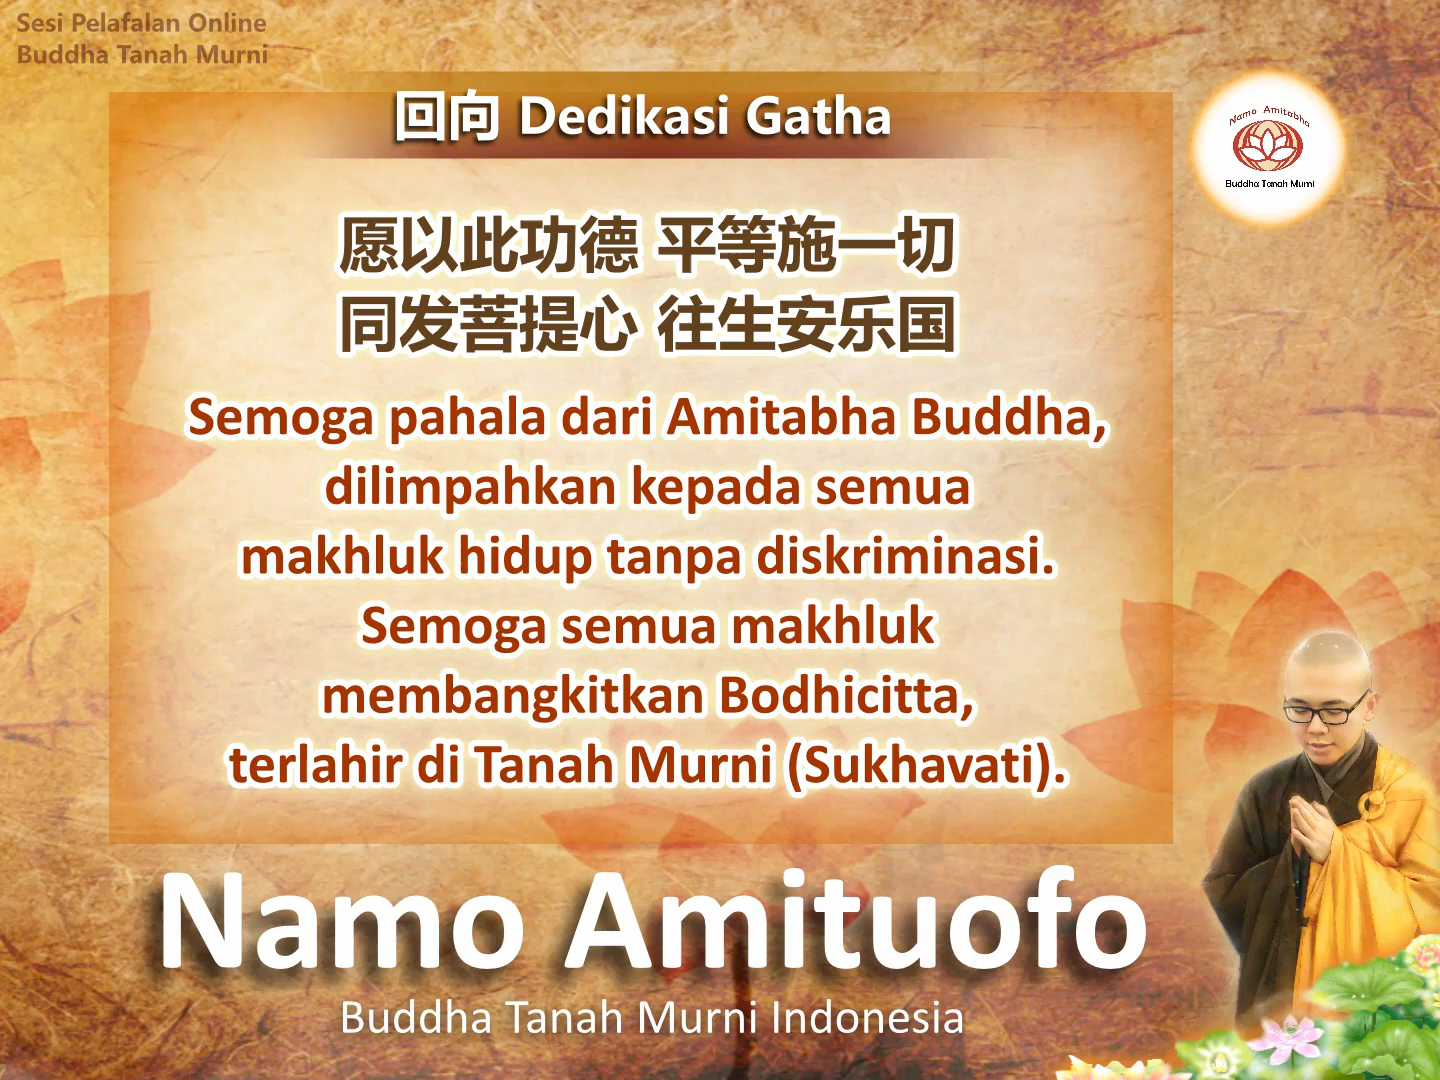 Sesi Pelafalan Online
Buddha Tanah Murni
回向 Dedikasi Gatha
Namo Amitabha
Buddha Tanah Murni
愿以此功德 平等施一切
同发菩提心 往生安乐国
Semoga pahala dari Amitabha Buddha,
dilimpahkan kepada semua
makhluk hidup tanpa diskriminasi.
Semoga semua makhluk
membangkitkan Bodhicitta,
terlahir di Tanah Murni (Sukhavati).
Namo Amituofo
Buddha Tanah Murni Indonesia